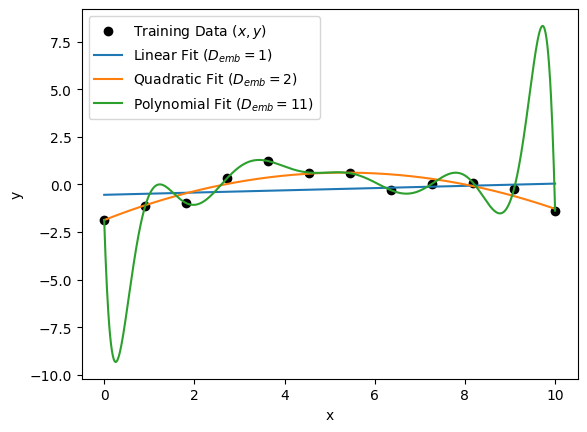 Training Data (x, y)
Linear Fit (D_emb = 1)
Quadratic Fit (D_emb = 2)
Polynomial Fit (D_emb = 11)
7.5
5.0
2.5
0.0
−2.5
−5.0
−7.5
−10.0
y
0 2 4 6 8 10
x